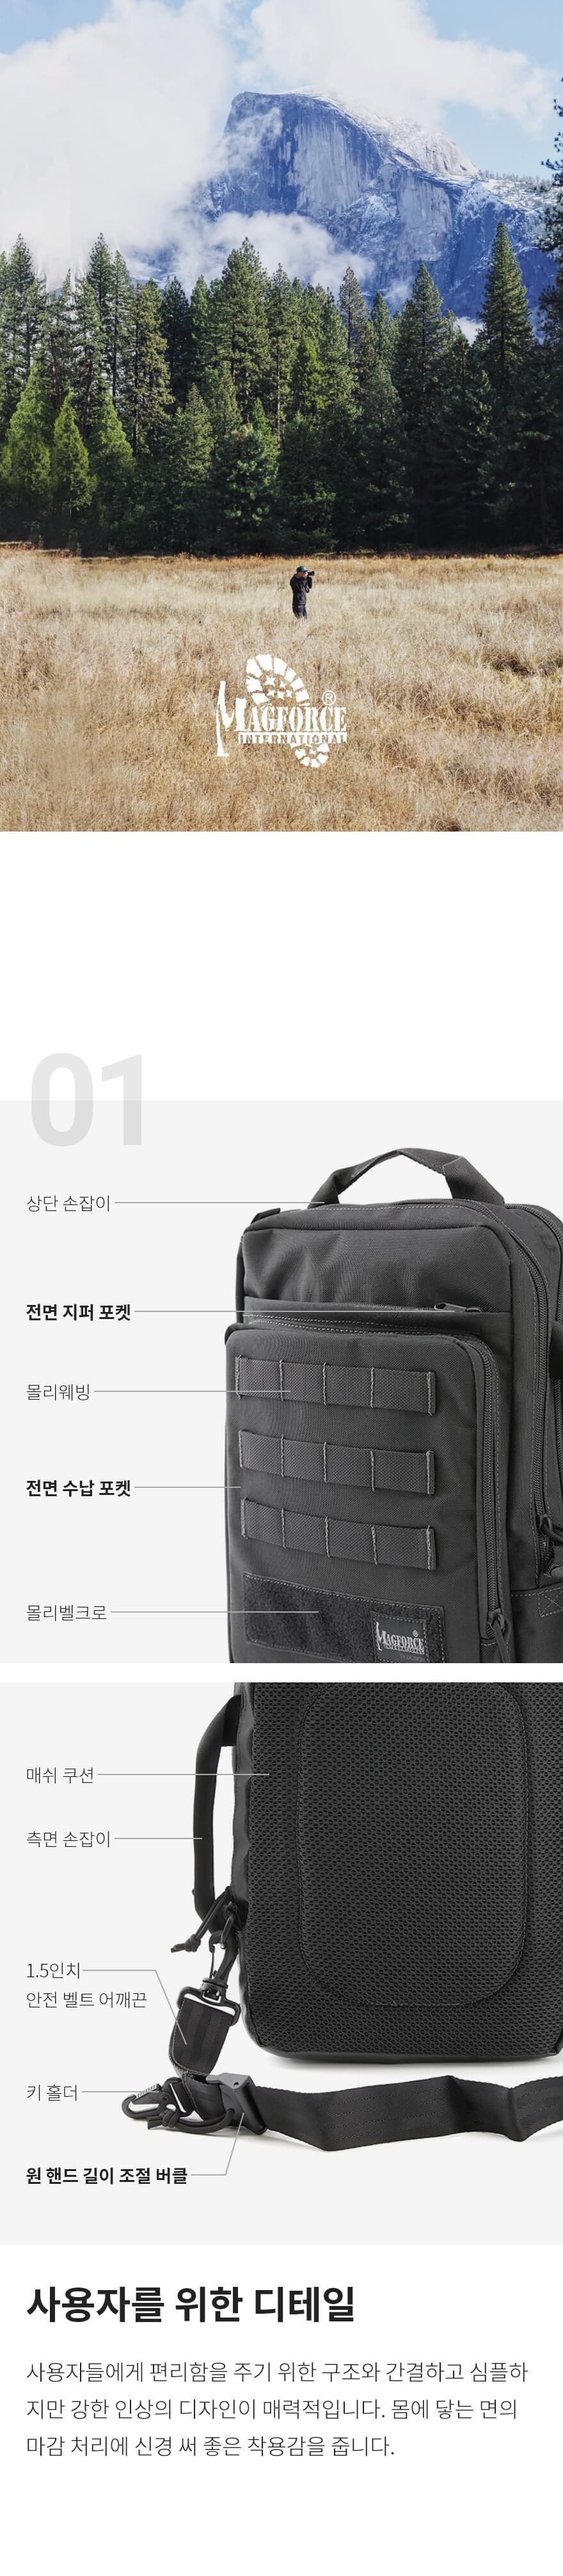 MAGFORCE®
INTERNATIONAL
01
상단 손잡이
전면 지퍼 포켓
몰리웨빙
전면 수납 포켓
몰리벨크로
MAGFORCE
매쉬 쿠션
측면 손잡이
1.5인치
안전 벨트 어깨끈
키 홀더
원 핸드 길이 조절 버클
사용자를 위한 디테일
사용자들에게 편리함을 주기 위한 구조와 간결하고 심플하
지만 강한 인상의 디자인이 매력적입니다. 몸에 닿는 면의
마감 처리에 신경 써 좋은 착용감을 줍니다.